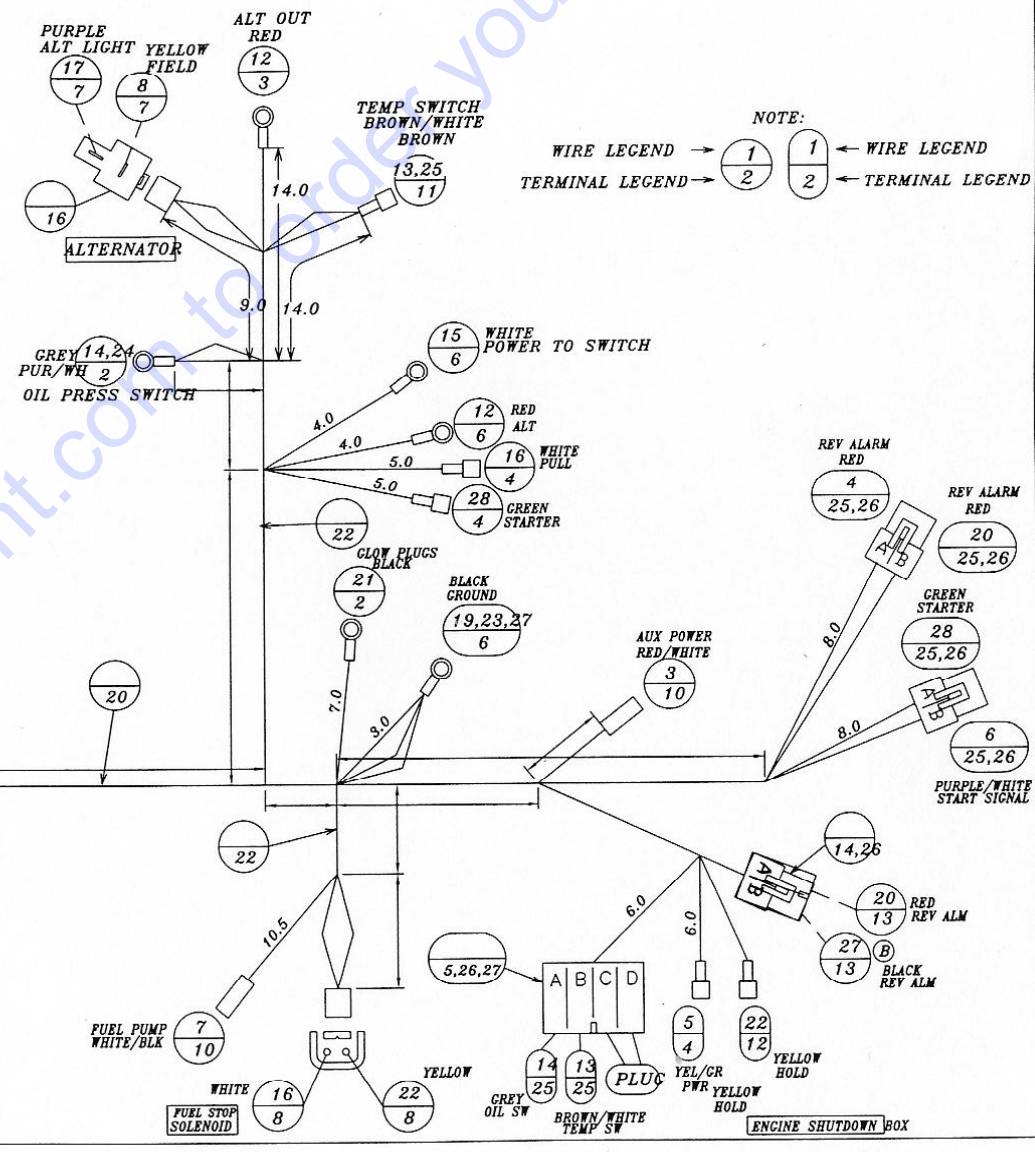 PURPLE
ALT LIGHT
17
7
YELLOW
FIELD
8
7
ALT OUT
RED
12
3
TEMP SWITCH
BROWN/WHITE
BROWN
13,25
11
NOTE:
WIRE LEGEND
1
2
TERMINAL LEGEND
1
2
WIRE LEGEND
TERMINAL LEGEND
16
ALTERNATOR
14.0
9.0
14.0
GREY
PUR/WH
14,24
2
OIL PRESS SWITCH
15
6
WHITE
POWER TO SWITCH
4.0
12
6
RED
ALT
4.0
16
4
WHITE
PULL
5.0
28
4
GREEN
STARTER
5.0
22
GLOW PLUGS
BLACK
21
2
7.0
BLACK
GROUND
19,23,27
6
8.0
20
AUX POWER
RED/WHITE
3
10
REV ALARM
RED
4
25,26
A B
REV ALARM
RED
20
25,26
8.0
GREEN
STARTER
28
25,26
A
B
8.0
6
25,26
PURPLE/WHITE
START SIGNAL
22
10.5
FUEL PUMP
WHITE/BLK
7
10
WHITE
16
8
FUEL STOP
SOLENOID
YELLOW
22
8
6.0
5,26,27
A B C D
14
25
GREY
OIL SW
13
25
BROWN/WHITE
TEMP SW
PLUG
6.0
5
4
YEL/GR
PWR
YELLOW
HOLD
22
12
YELLOW
HOLD
A
B
14,26
20
13
RED
REV ALM
27
13
B
BLACK
REV ALM
ENGINE SHUTDOWN BOX
nt.com to order you